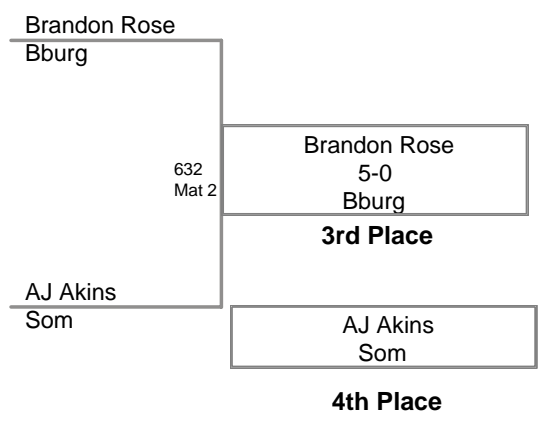 Brandon Rose
Bburg
632
Mat 2
Brandon Rose
5-0
Bburg
3rd Place
AJ Akins
Som
AJ Akins
Som
4th Place